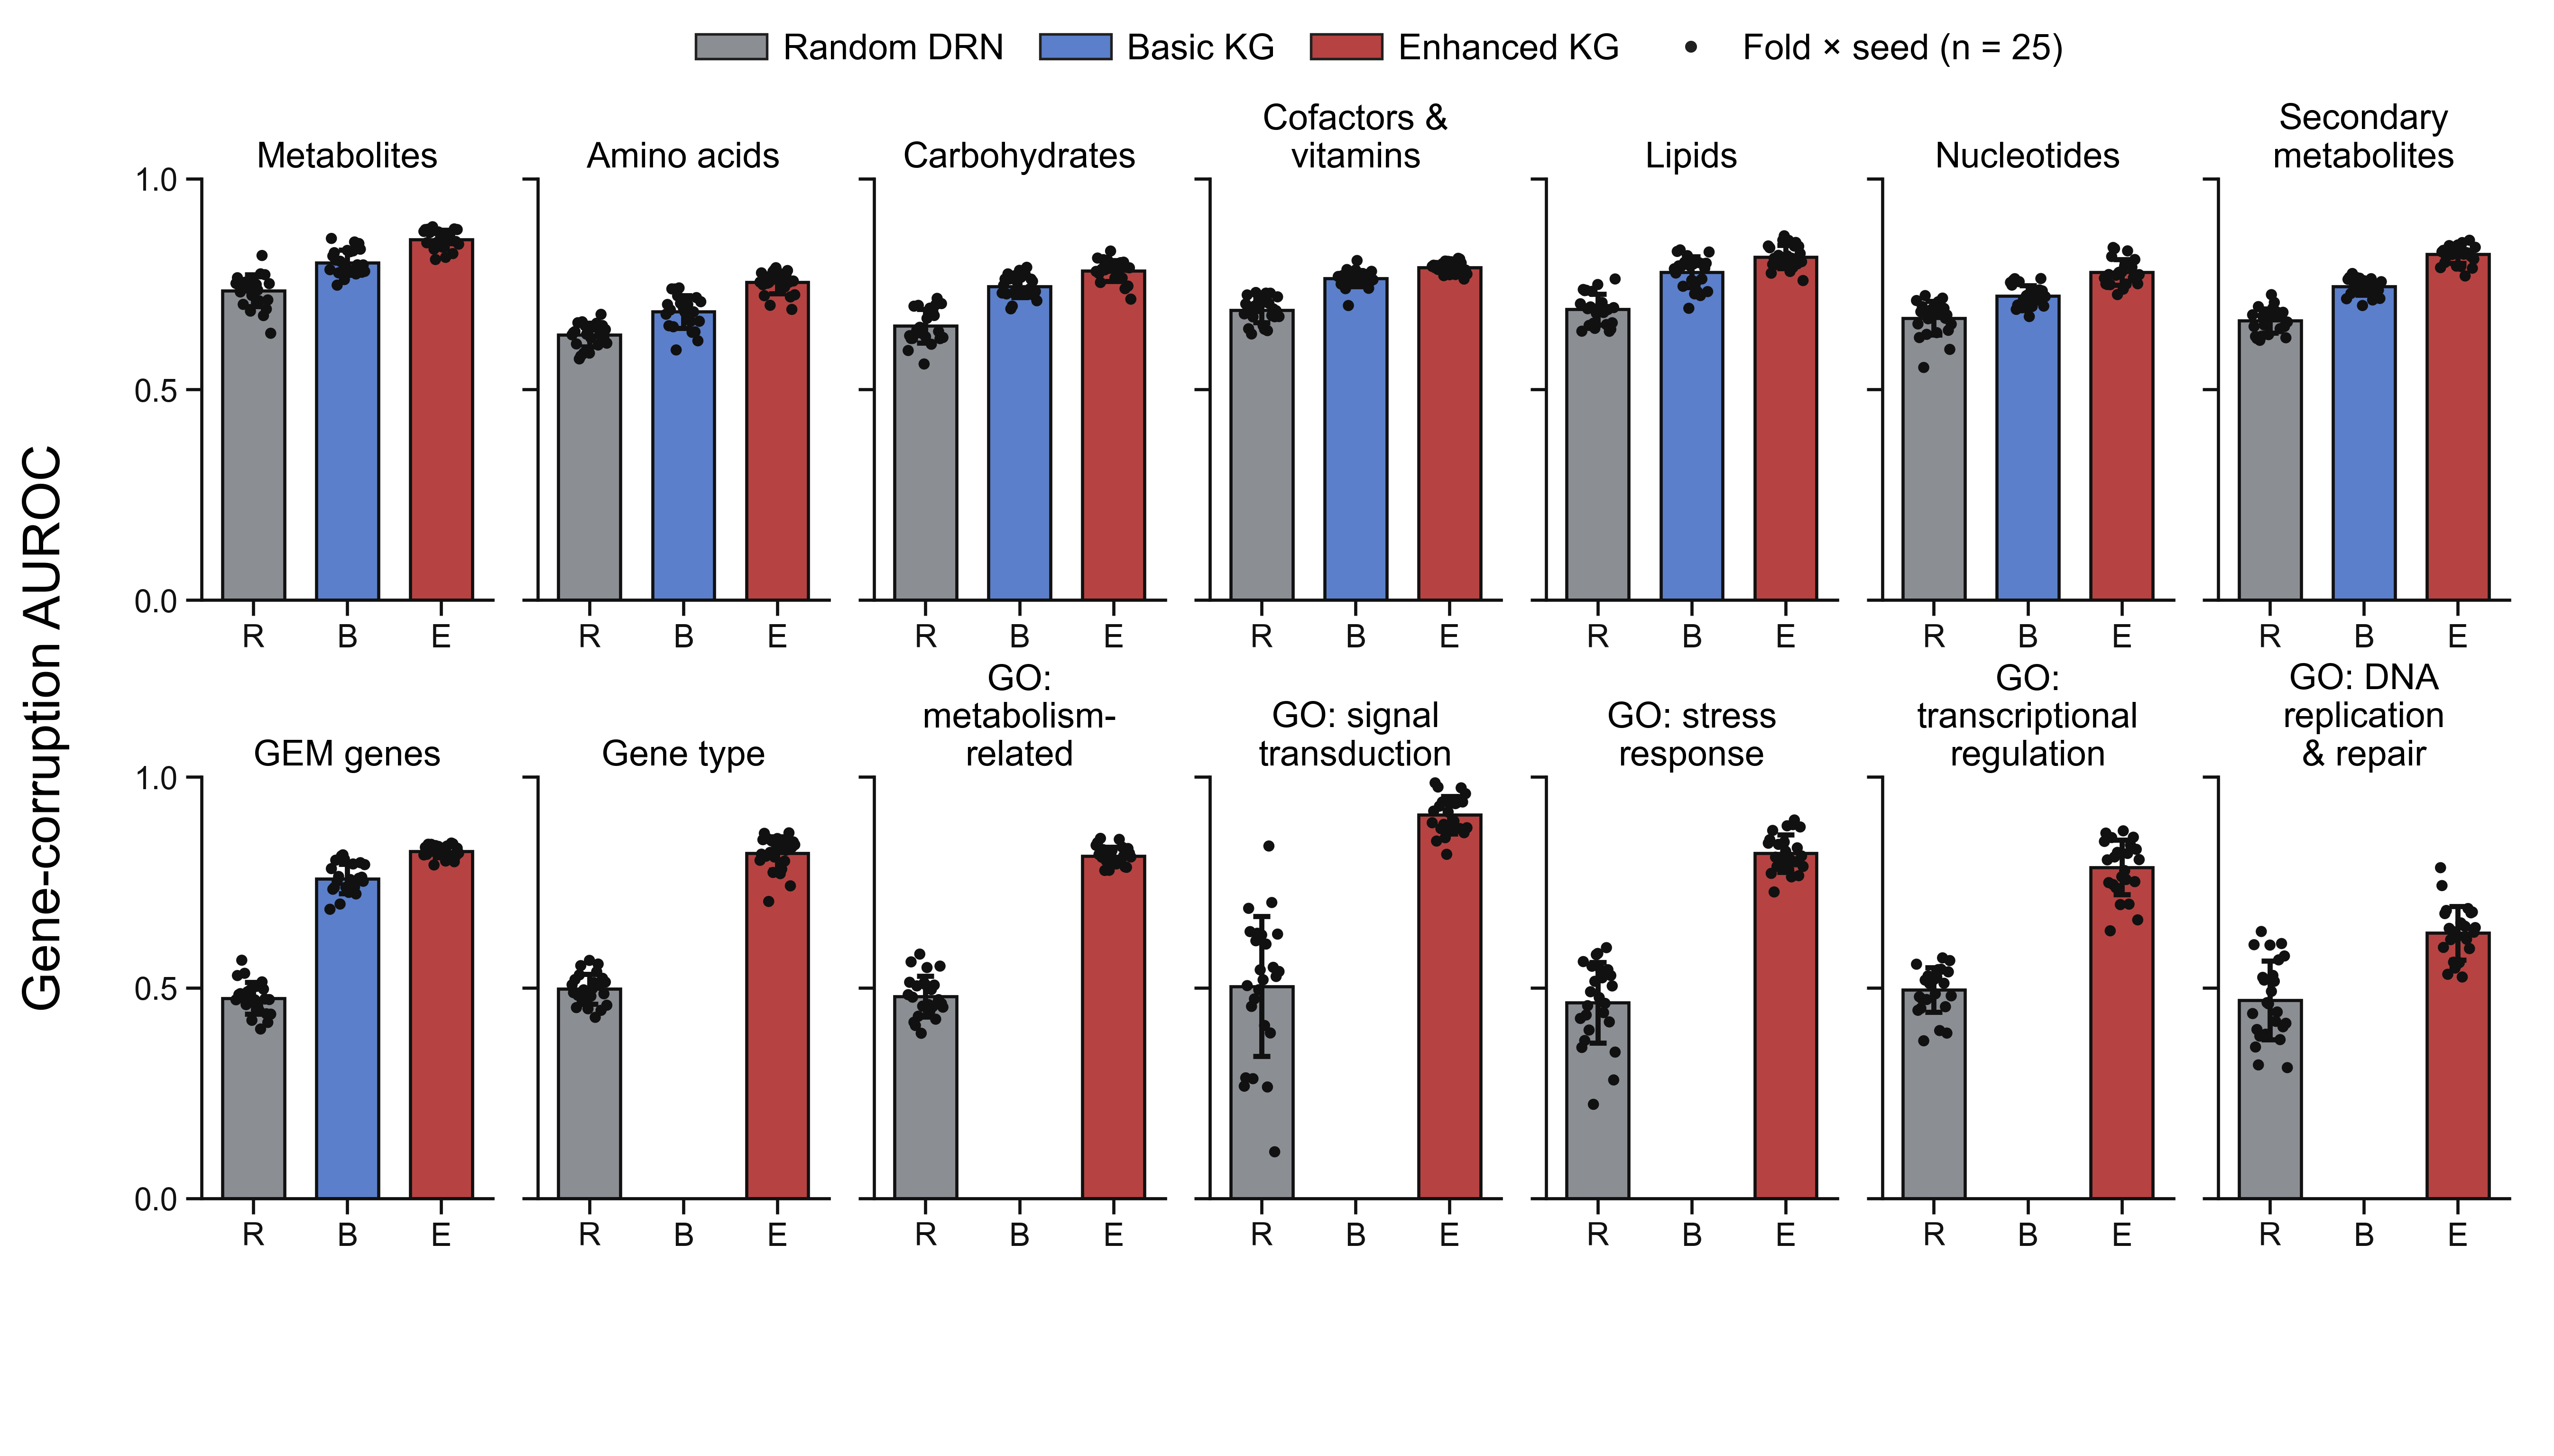 Random DRN Basic KG Enhanced KG Fold × seed (n = 25)
Gene-corruption AUROC
Metabolites
Amino acids
Carbohydrates
Cofactors &
vitamins
Lipids
Nucleotides
Secondary
metabolites
1.0
0.5
0.0
R B E R B E R B E R B E R B E R B E R B E
GEM genes
Gene type
GO:
metabolism-
related
GO: signal
transduction
GO: stress
response
GO:
transcriptional
regulation
GO: DNA
replication
& repair
1.0
0.5
0.0
R B E R B E R B E R B E R B E R B E R B E